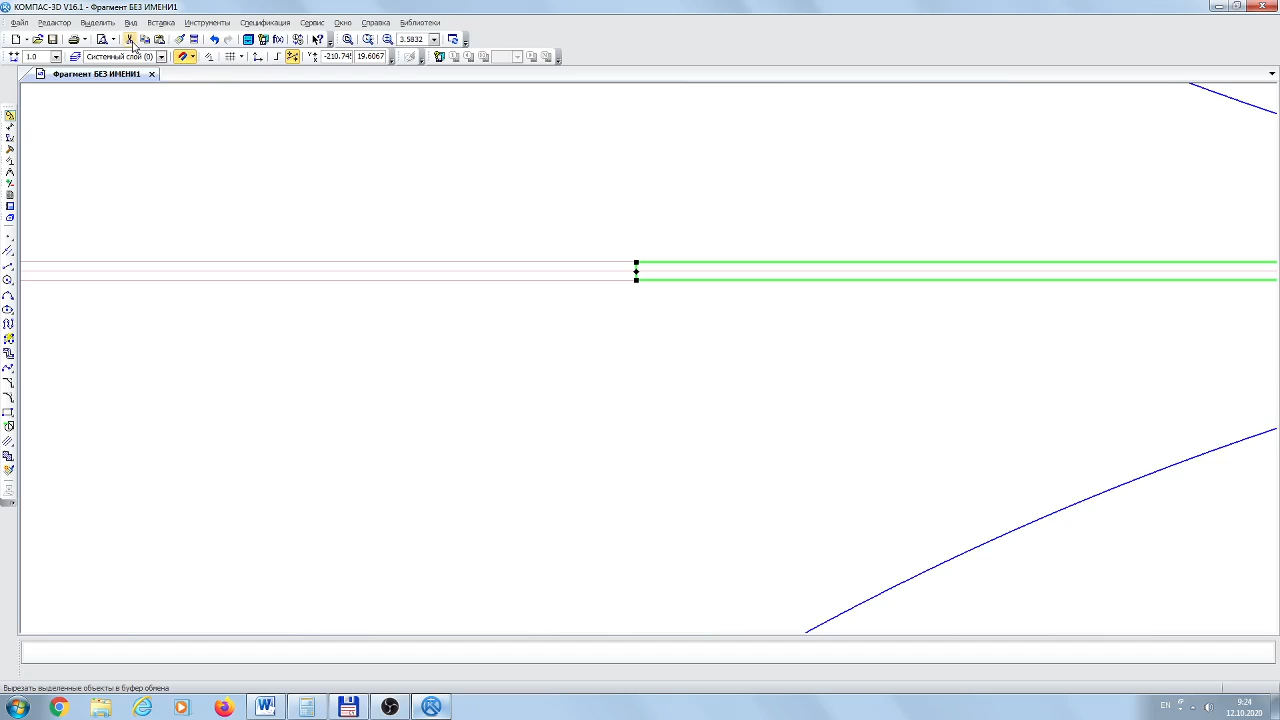 КОМПАС-3D V16.1 - Фрагмент БЕЗ ИМЕНИ1
Файл Редактор Выделить Вид Вставка Инструменты Спецификация Сервис Окно Справка Библиотеки
f(x) 3.5832
1.0 Системный слой (0) -210.74 19.6067
Фрагмент БЕЗ ИМЕНИ1
Вырезать выделенные объекты в буфер обмена
EN 9:24
12.10.2020